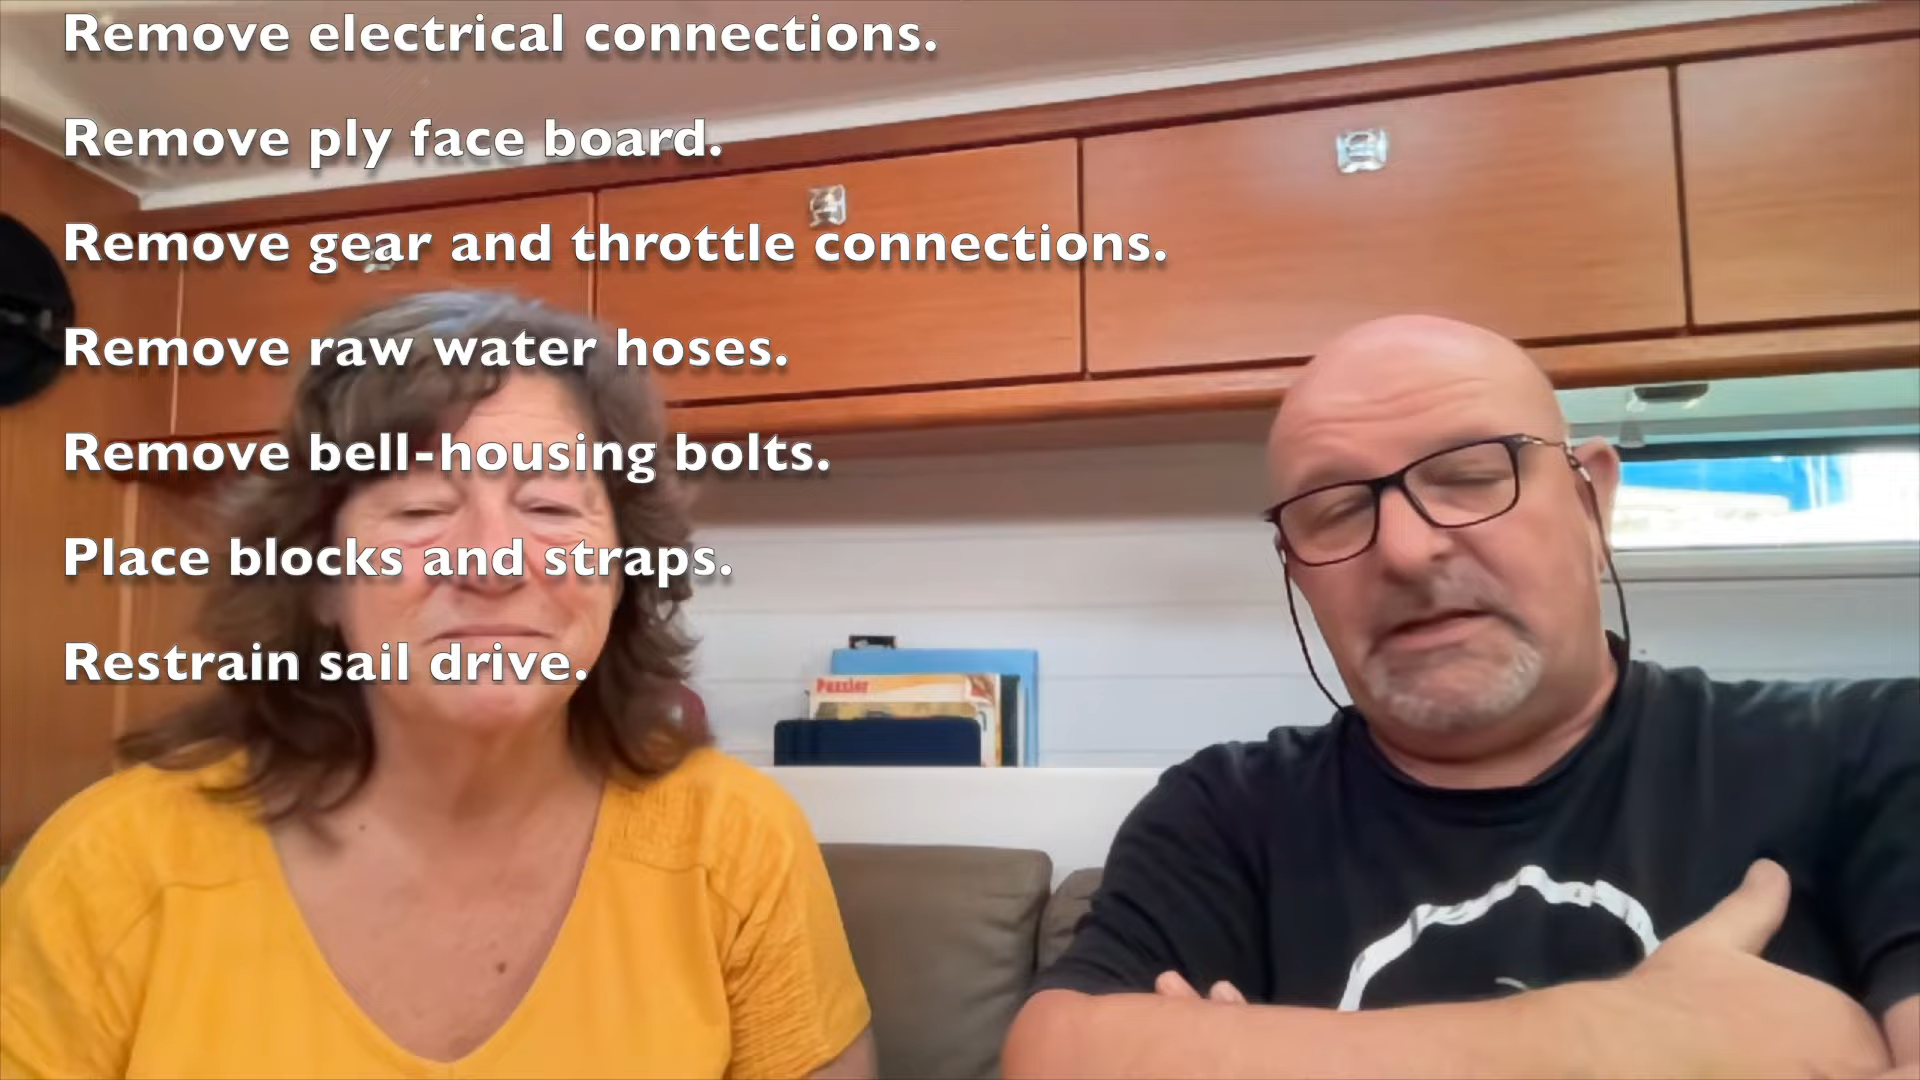 Remove electrical connections.
Remove ply face board.
Remove gear and throttle connections.
Remove raw water hoses.
Remove bell-housing bolts.
Place blocks and straps.
Restrain sail drive.
Puzzler